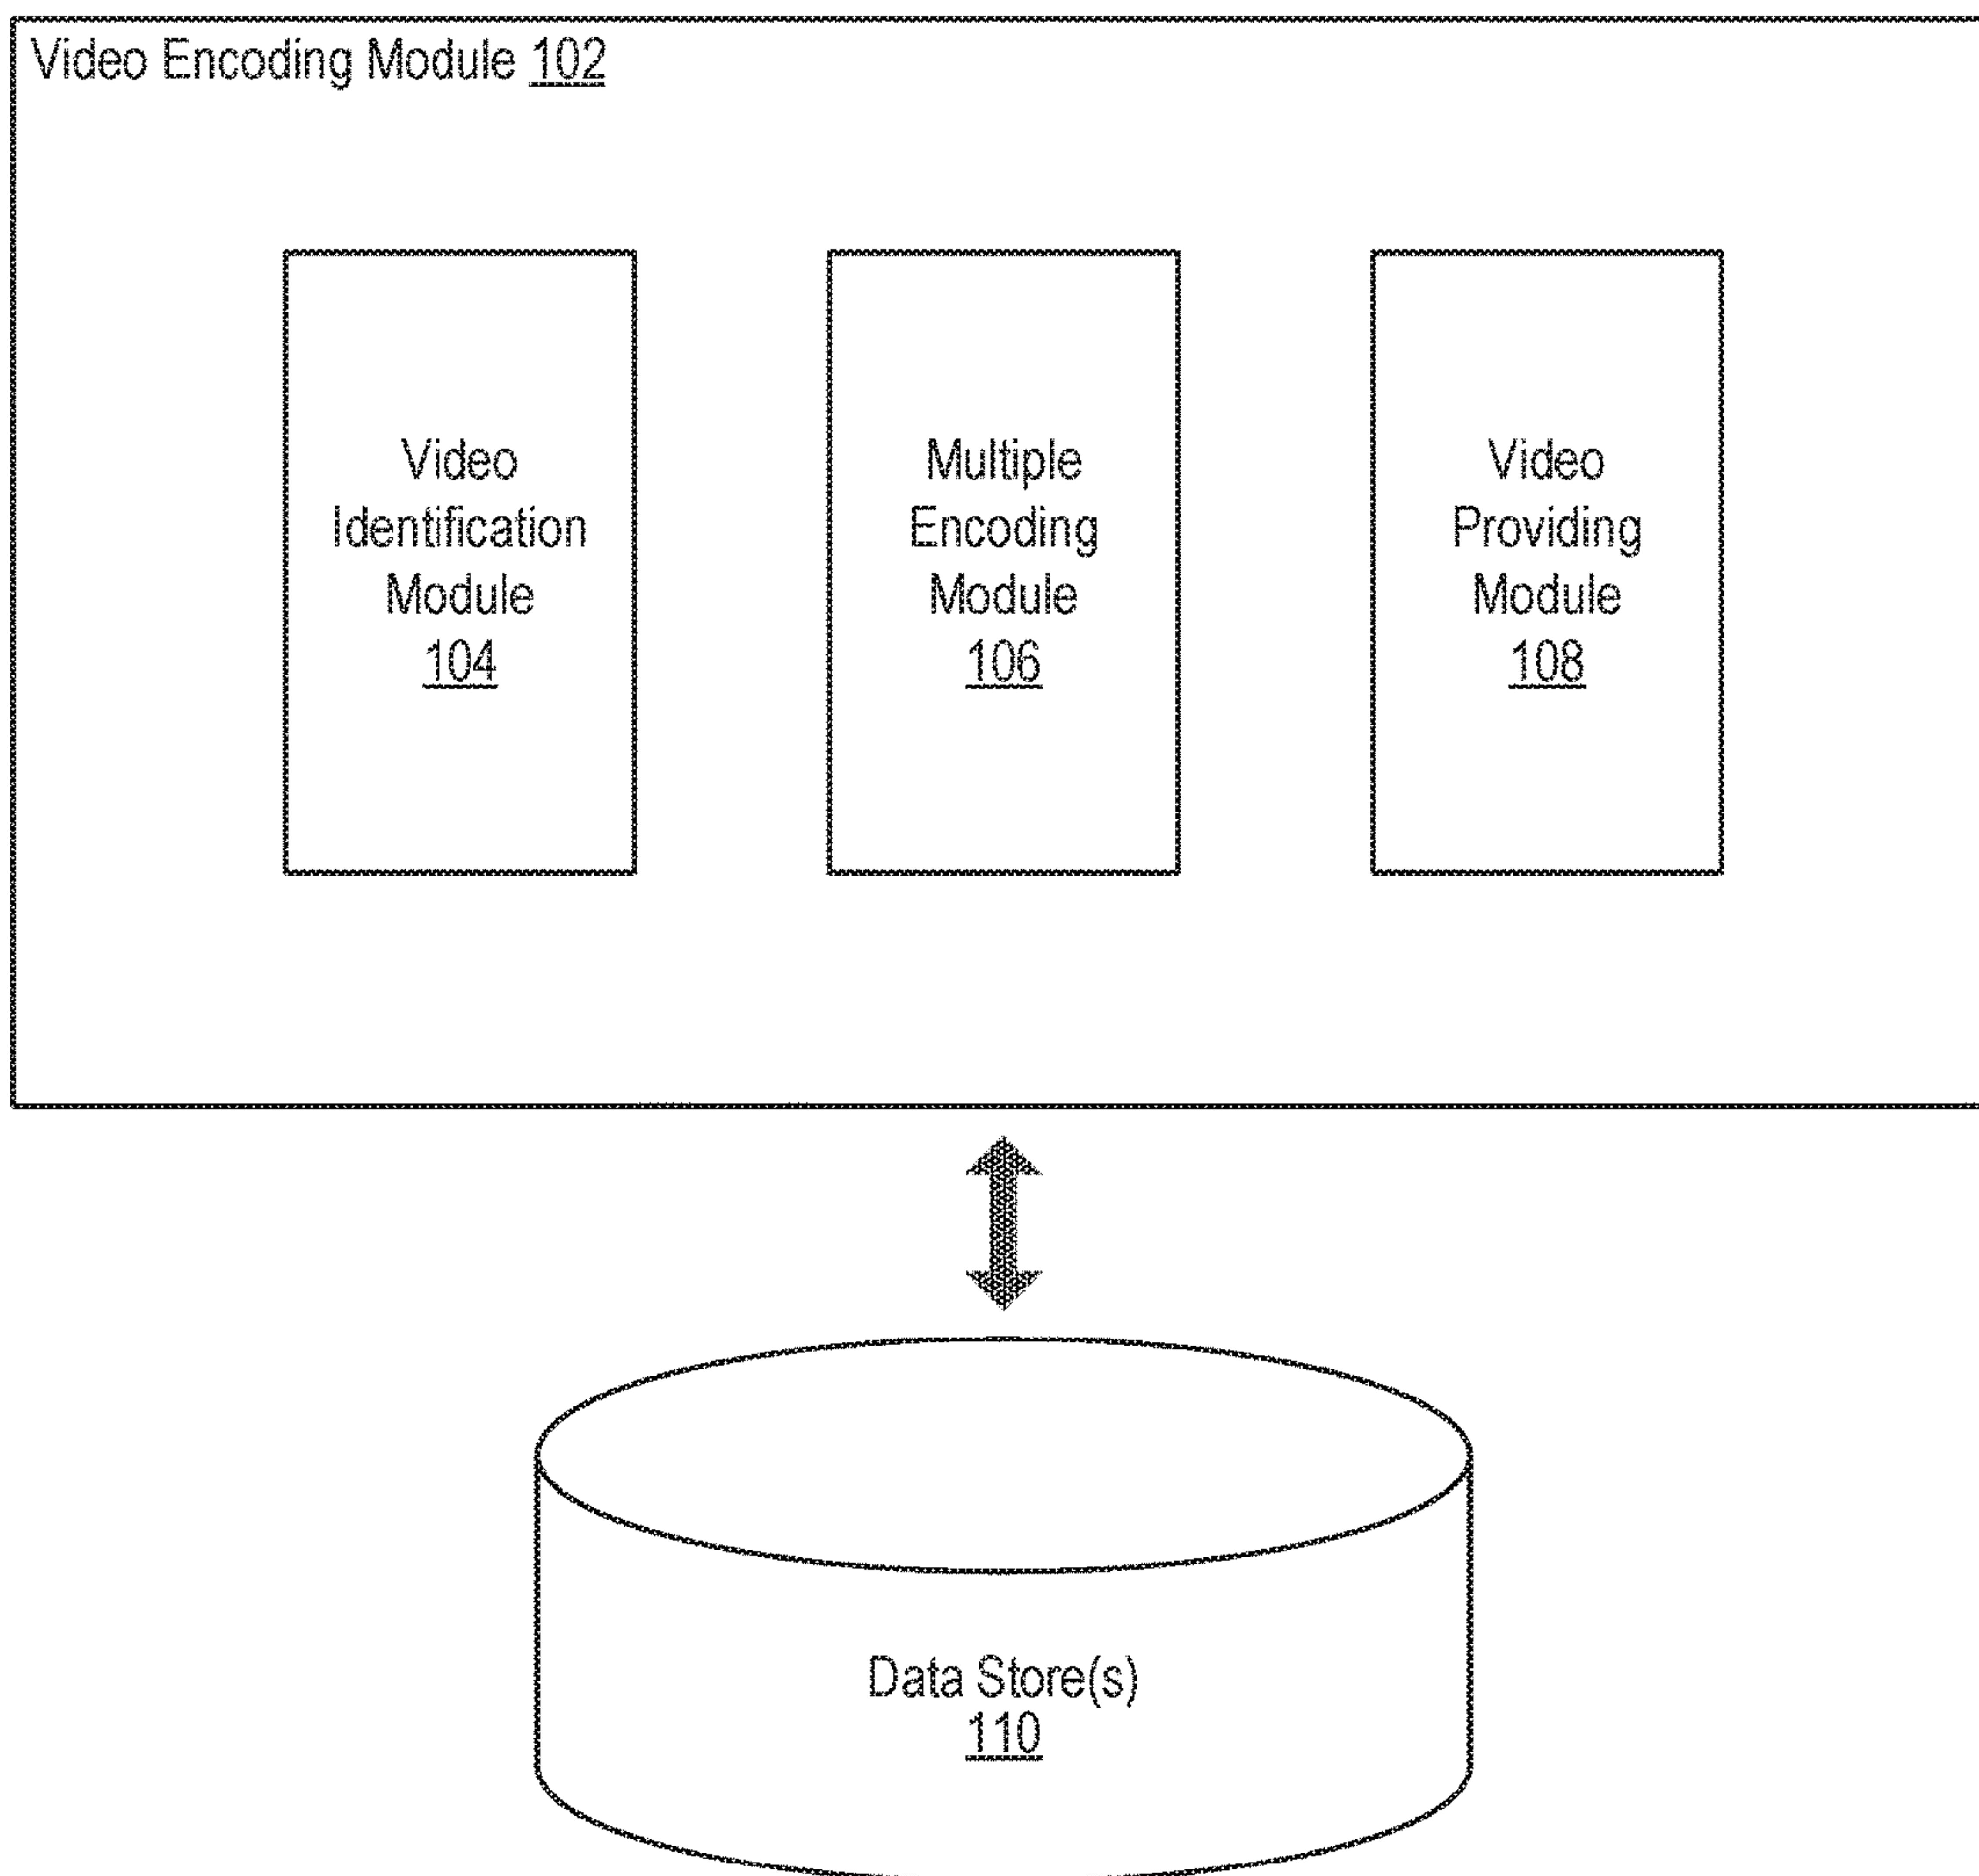 Video Encoding Module 102
Video
Identification
Module
104
Multiple
Encoding
Module
106
Video
Providing
Module
108
Data Store(s)
110